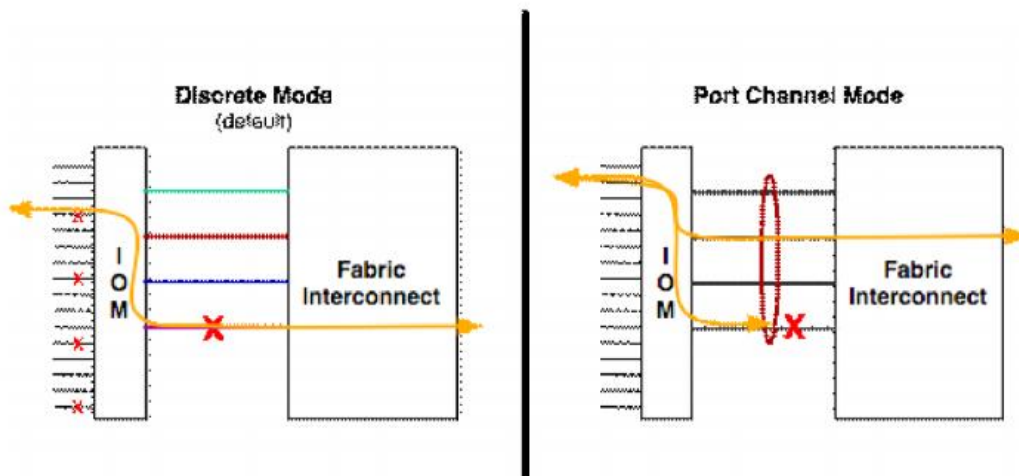 Discrete Mode
(default)
I
O
M
Fabric
Interconnect
Port Channel Mode
I
O
M
Fabric
Interconnect